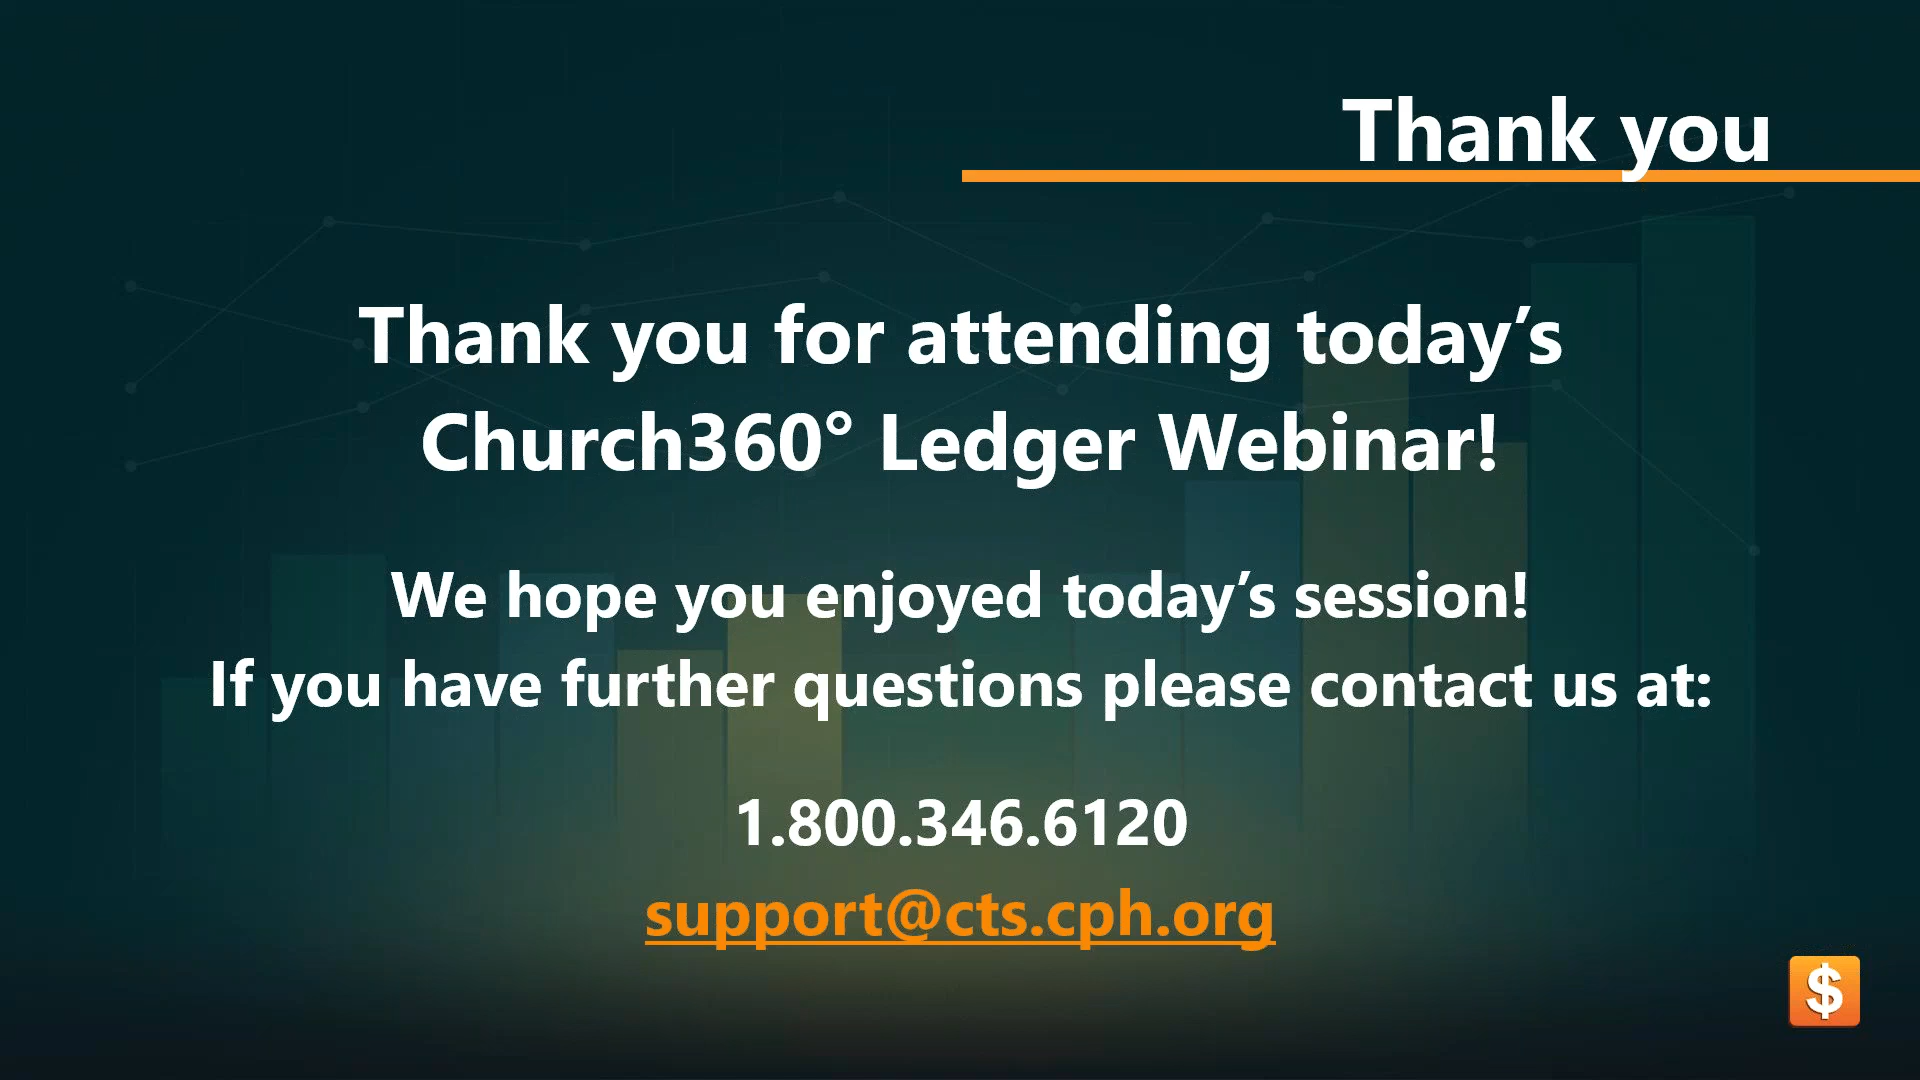 Thank you
Thank you for attending today’s
Church360° Ledger Webinar!
We hope you enjoyed today’s session!
If you have further questions please contact us at:
1.800.346.6120
support@cts.cph.org
$